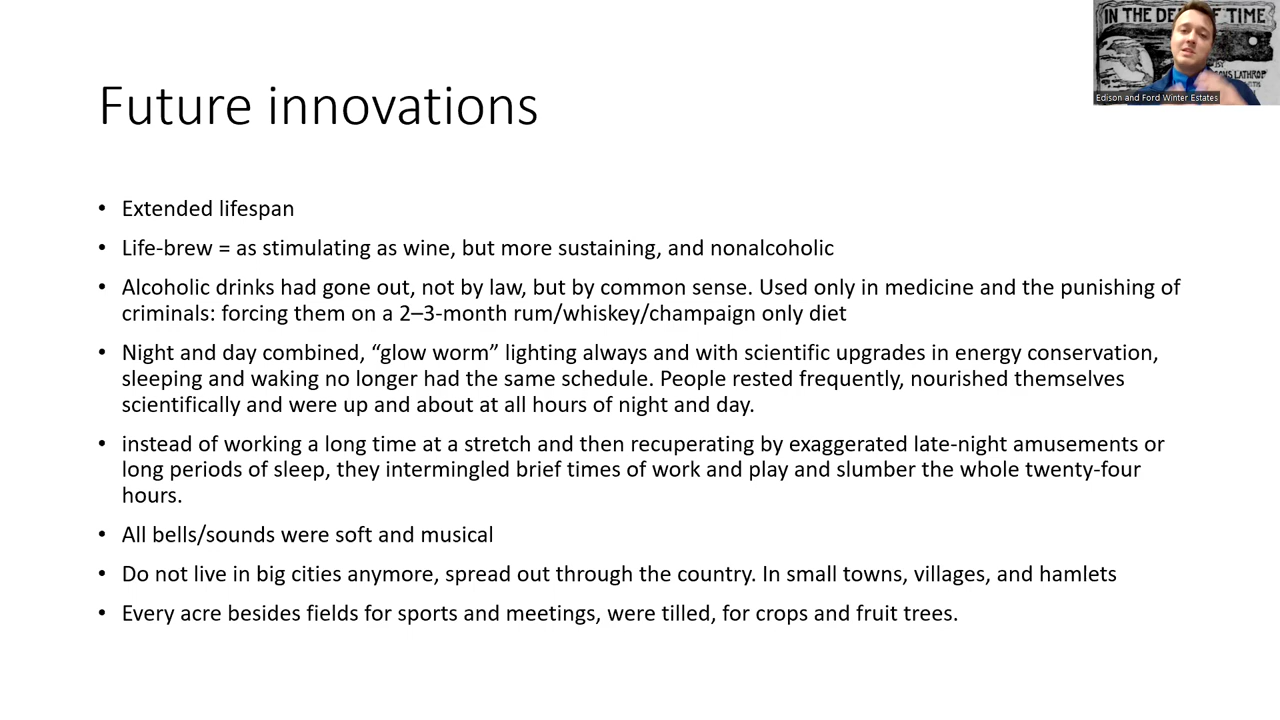 IN THE DE OF TIME
BY
ONS LATHROP
Edison and Ford Winter Estates
Future innovations
• Extended lifespan
• Life-brew = as stimulating as wine, but more sustaining, and nonalcoholic
• Alcoholic drinks had gone out, not by law, but by common sense. Used only in medicine and the punishing of
criminals: forcing them on a 2–3-month rum/whiskey/champaign only diet
• Night and day combined, “glow worm” lighting always and with scientific upgrades in energy conservation,
sleeping and waking no longer had the same schedule. People rested frequently, nourished themselves
scientifically and were up and about at all hours of night and day.
• instead of working a long time at a stretch and then recuperating by exaggerated late-night amusements or
long periods of sleep, they intermingled brief times of work and play and slumber the whole twenty-four
hours.
• All bells/sounds were soft and musical
• Do not live in big cities anymore, spread out through the country. In small towns, villages, and hamlets
• Every acre besides fields for sports and meetings, were tilled, for crops and fruit trees.